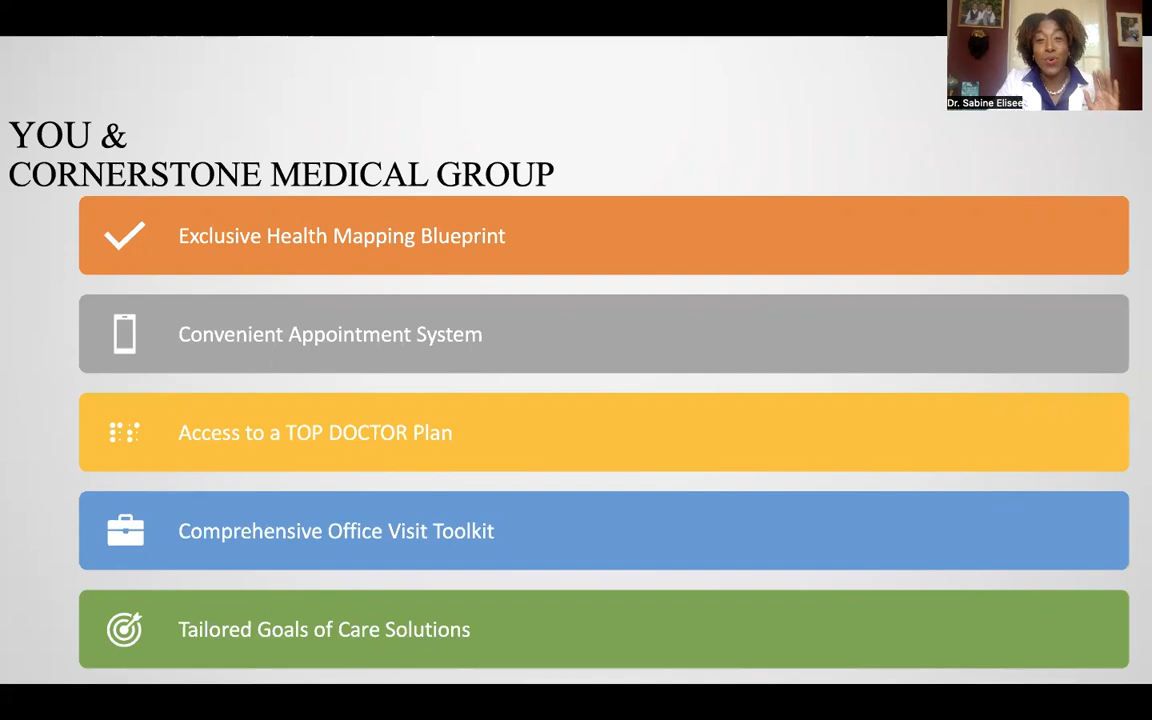 Dr. Sabine Elisee
YOU &
CORNERSTONE MEDICAL GROUP
Exclusive Health Mapping Blueprint
Convenient Appointment System
Access to a TOP DOCTOR Plan
Comprehensive Office Visit Toolkit
Tailored Goals of Care Solutions